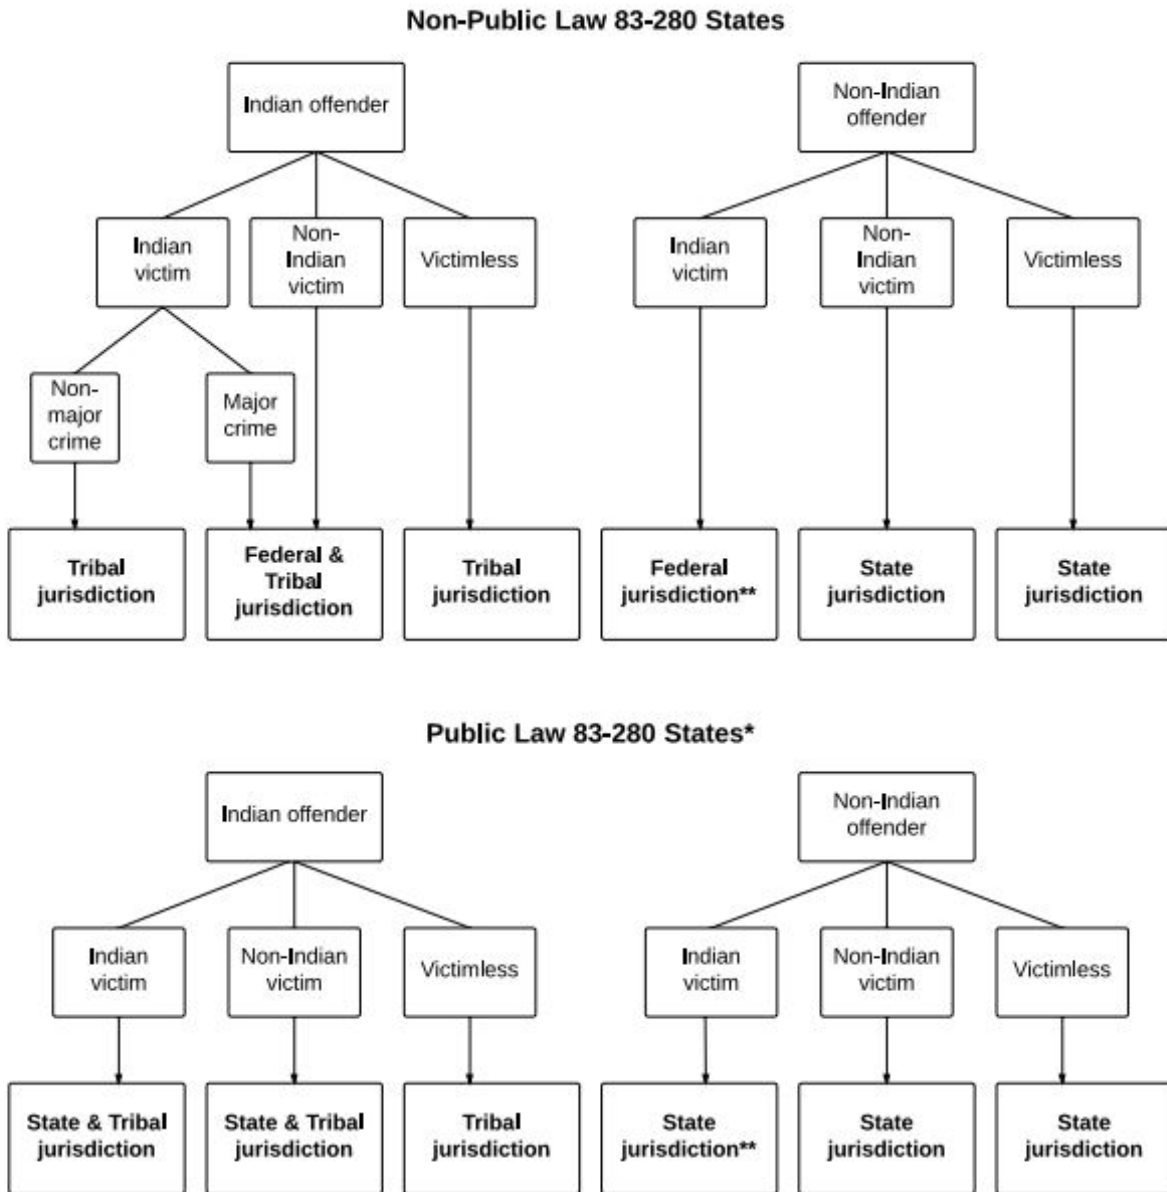 Non-Public Law 83-280 States
Indian offender
Non-Indian
offender
Indian
victim
Non-
Indian
victim
Victimless
Indian
victim
Non-
Indian
victim
Victimless
Non-
major
crime
Major
crime
Tribal
jurisdiction
Federal &
Tribal
jurisdiction
Tribal
jurisdiction
Federal
jurisdiction**
State
jurisdiction
State
jurisdiction
Public Law 83-280 States*
Indian offender
Non-Indian
offender
Indian
victim
Non-Indian
victim
Victimless
Indian
victim
Non-Indian
victim
Victimless
State & Tribal
jurisdiction
State & Tribal
jurisdiction
Tribal
jurisdiction
State
jurisdiction**
State
jurisdiction
State
jurisdiction